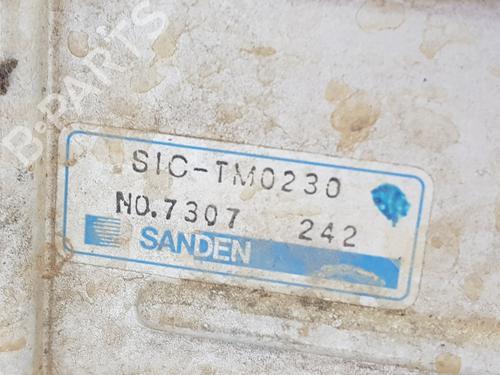 B-PARTS
SIC-TM0230
NO.7307 242
SANDEN